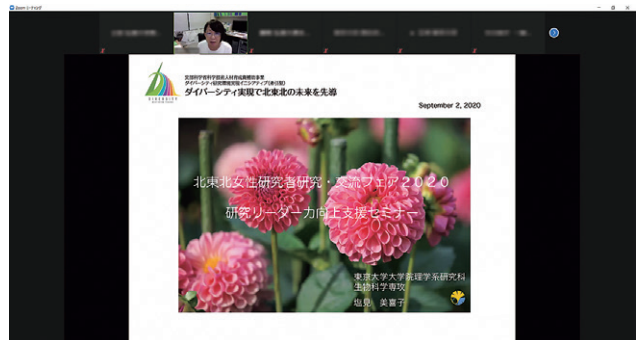 文部科学省科学技術人材育成費補助事業
ダイバーシティ研究環境実現イニシアティブ(牽引型)
ダイバーシティ実現で北東北の未来を先導
DIVERSITY
September 2, 2020
北東北女性研究者研究・交流フェア2020
研究リーダー力向上支援セミナー
東京大学大学院理学系研究科
生物科学専攻
塩見 美喜子